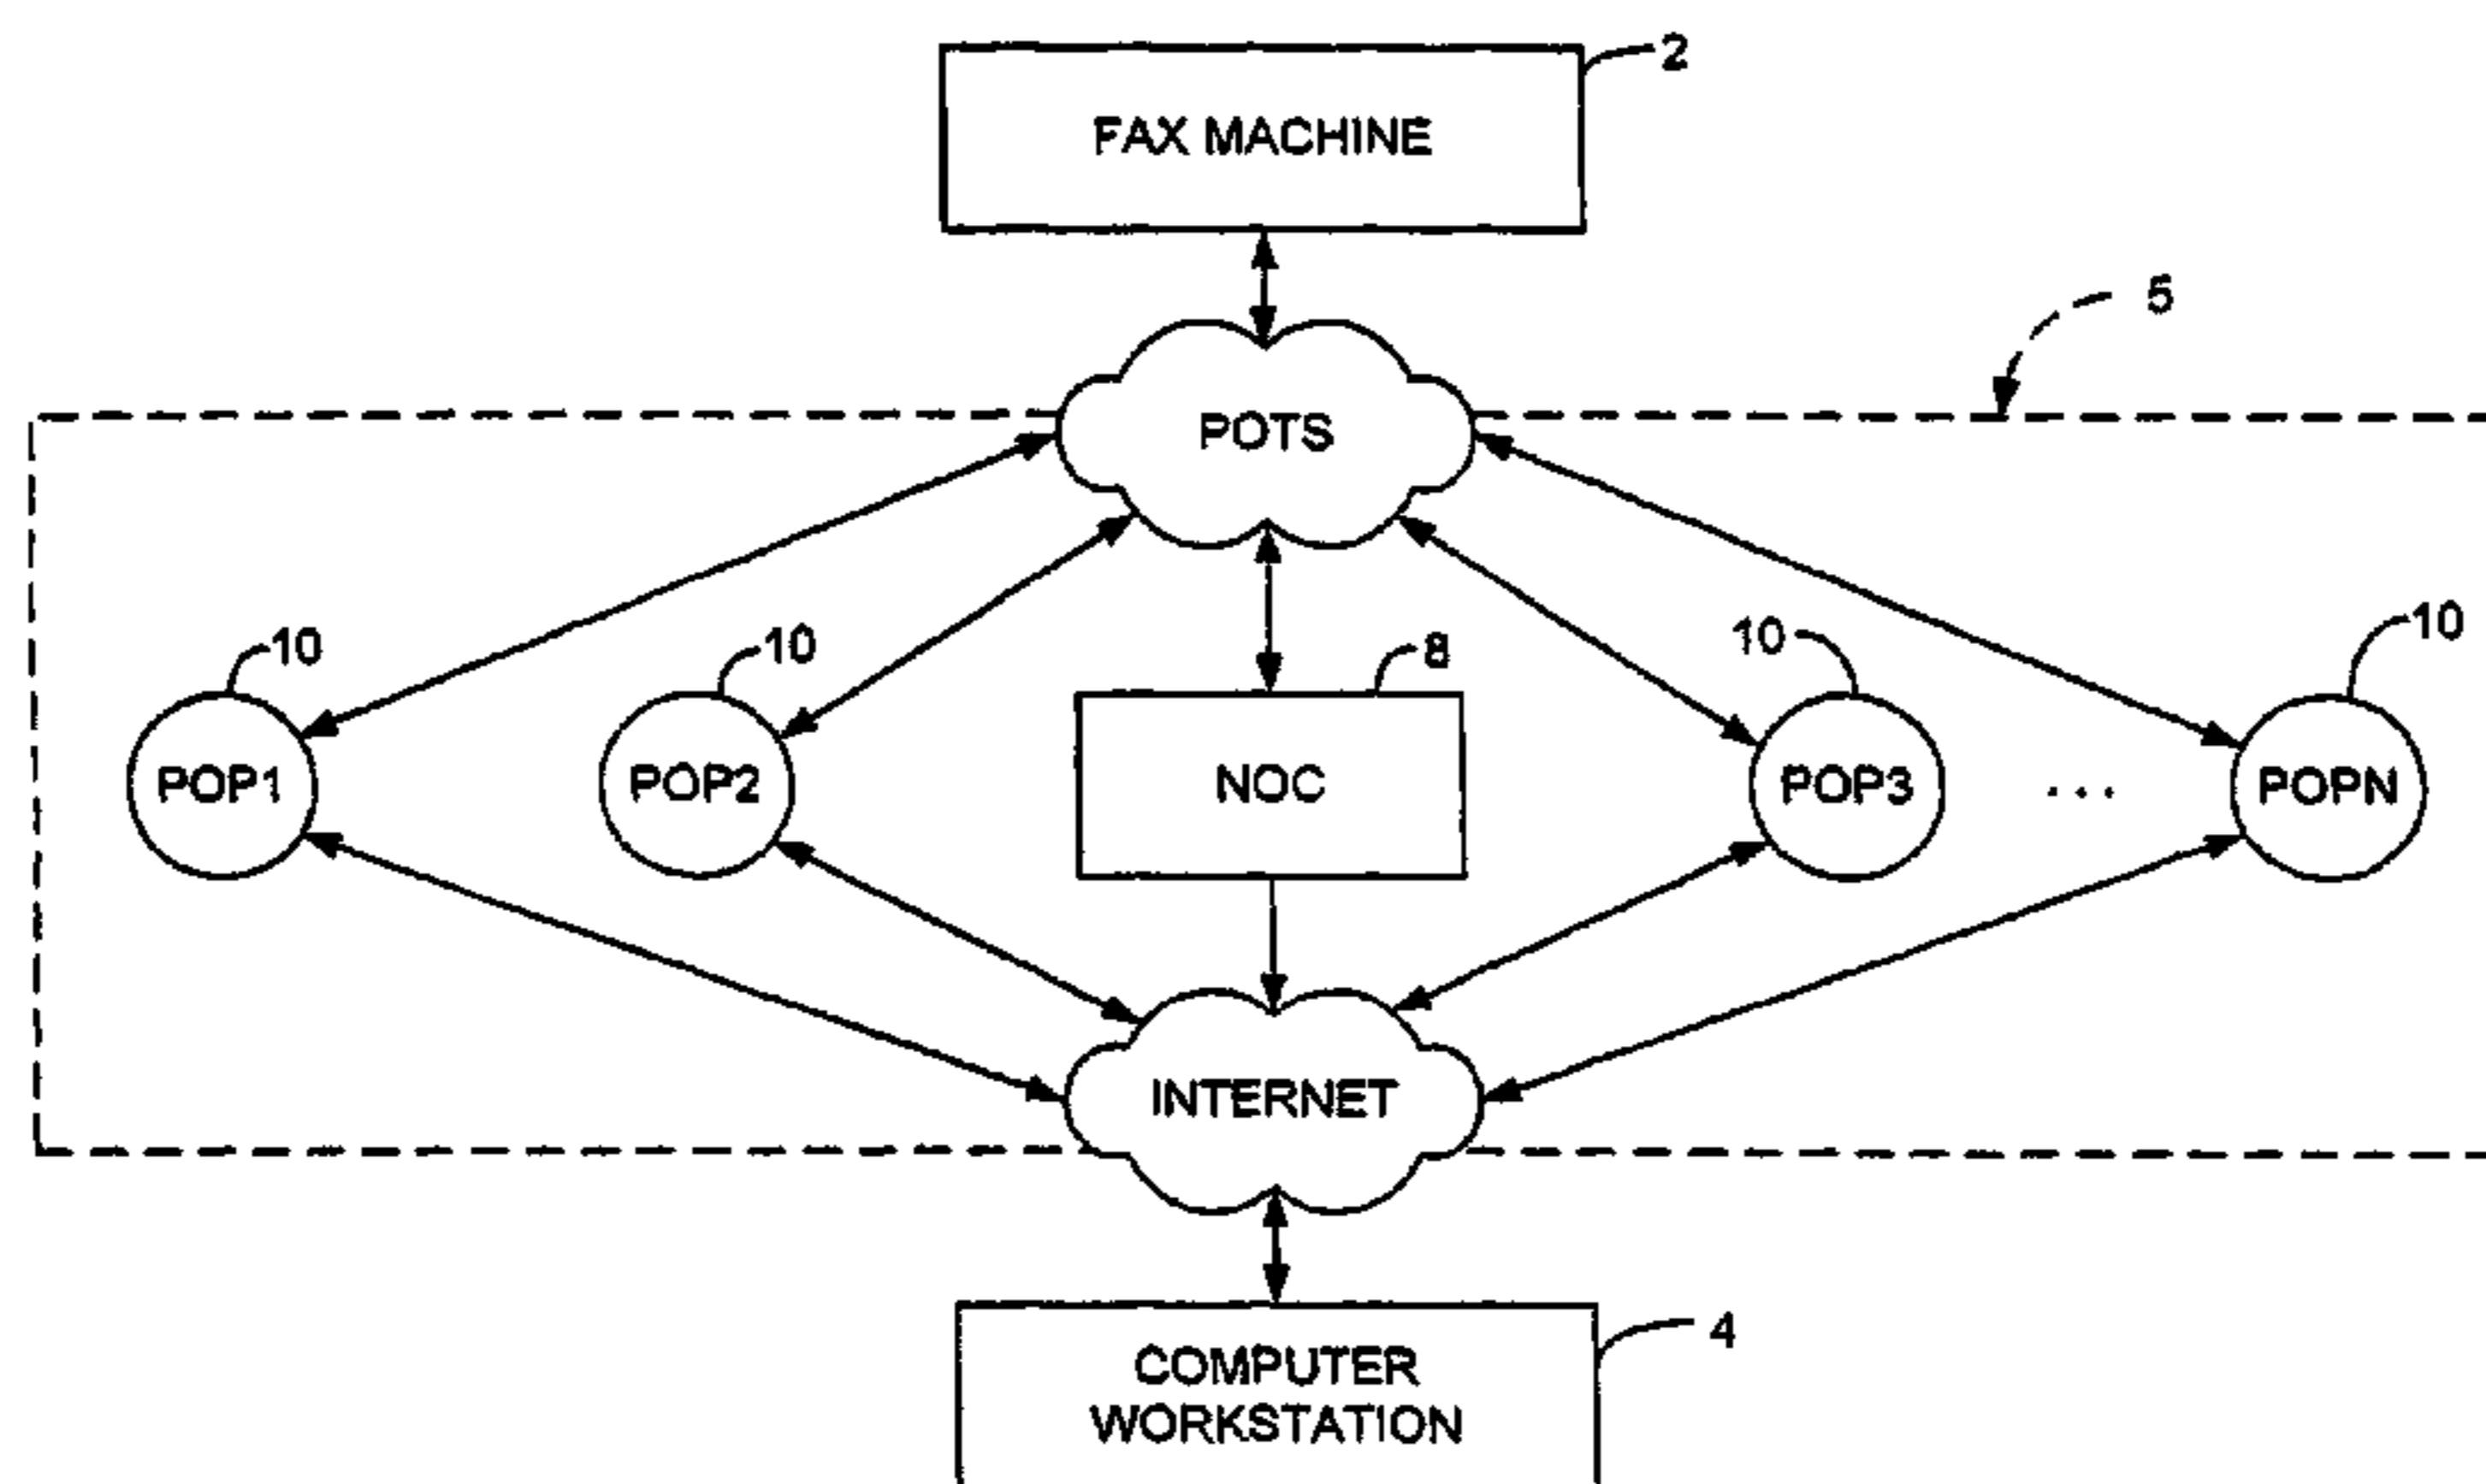 2
FAX MACHINE
5
POTS
10
10
8
10
10
POP1
POP2
NOC
POP3
...
POPN
INTERNET
4
COMPUTER
WORKSTATION